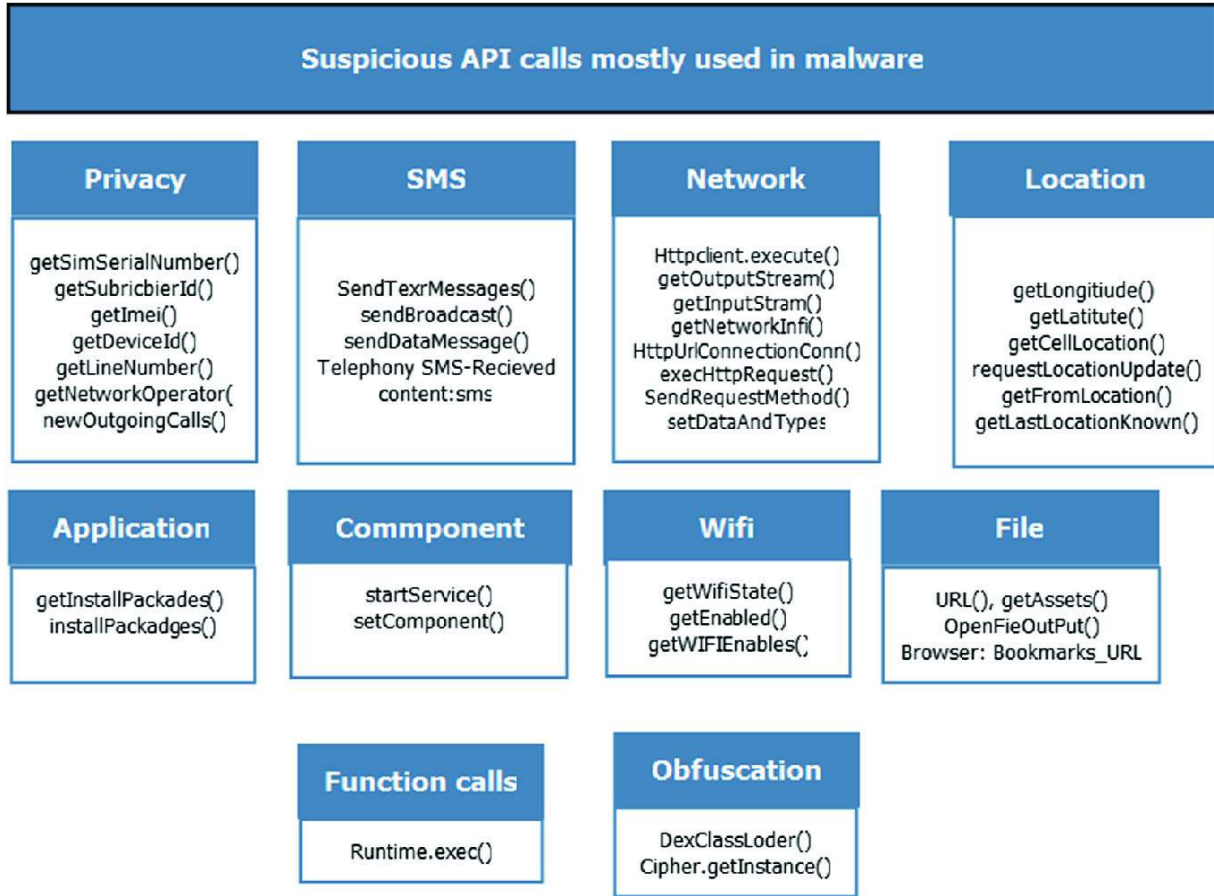 Suspicious API calls mostly used in malware
Privacy
getSimSerialNumber()
getSubricbierId()
getImei()
getDeviceId()
getLineNumber()
getNetworkOperator(
newOutgoingCalls()
SMS
SendTexrMessages()
sendBroadcast()
sendDataMessage()
Telephony SMS-Recieved
content:sms
Network
Httpclient.execute()
getOutputStream()
getInputStram()
getNetworkInfi()
HttpUrlConnectionConn()
execHttpRequest()
SendRequestMethod()
setDataAndTypes
Location
getLongitiude()
getLatitute()
getCellLocation()
requestLocationUpdate()
getFromLocation()
getLastLocationKnown()
Application
getInstallPackades()
installPackadges()
Commponent
startService()
setComponent()
Wifi
getWifiState()
getEnabled()
getWIFIEnables()
File
URL(), getAssets()
OpenFieOutPut()
Browser: Bookmarks_URL
Function calls
Runtime.exec()
Obfuscation
DexClassLoder()
Cipher.getInstance()